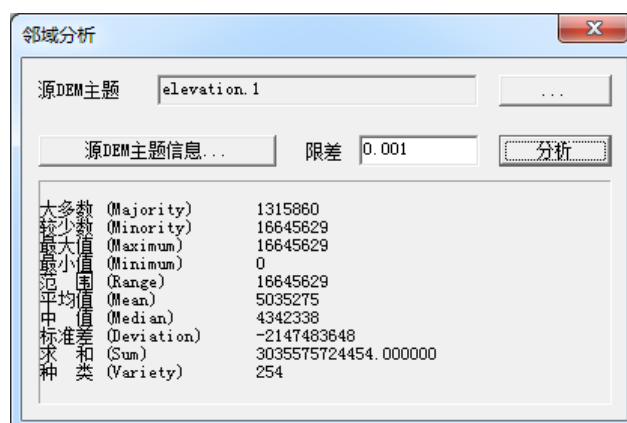 邻域分析
源DEM主题 elevation.1 ...
源DEM主题信息... 限差 0.001 分析
大多数 (Majority) 1315860
较少数 (Minority) 16645629
最大值 (Maximum) 16645629
最小值 (Minimum) 0
范 围 (Range) 16645629
平均值 (Mean) 5035275
中 值 (Median) 4342338
标准差 (Deviation) -2147483648
求 和 (Sum) 3035575724454.000000
种 类 (Variety) 254